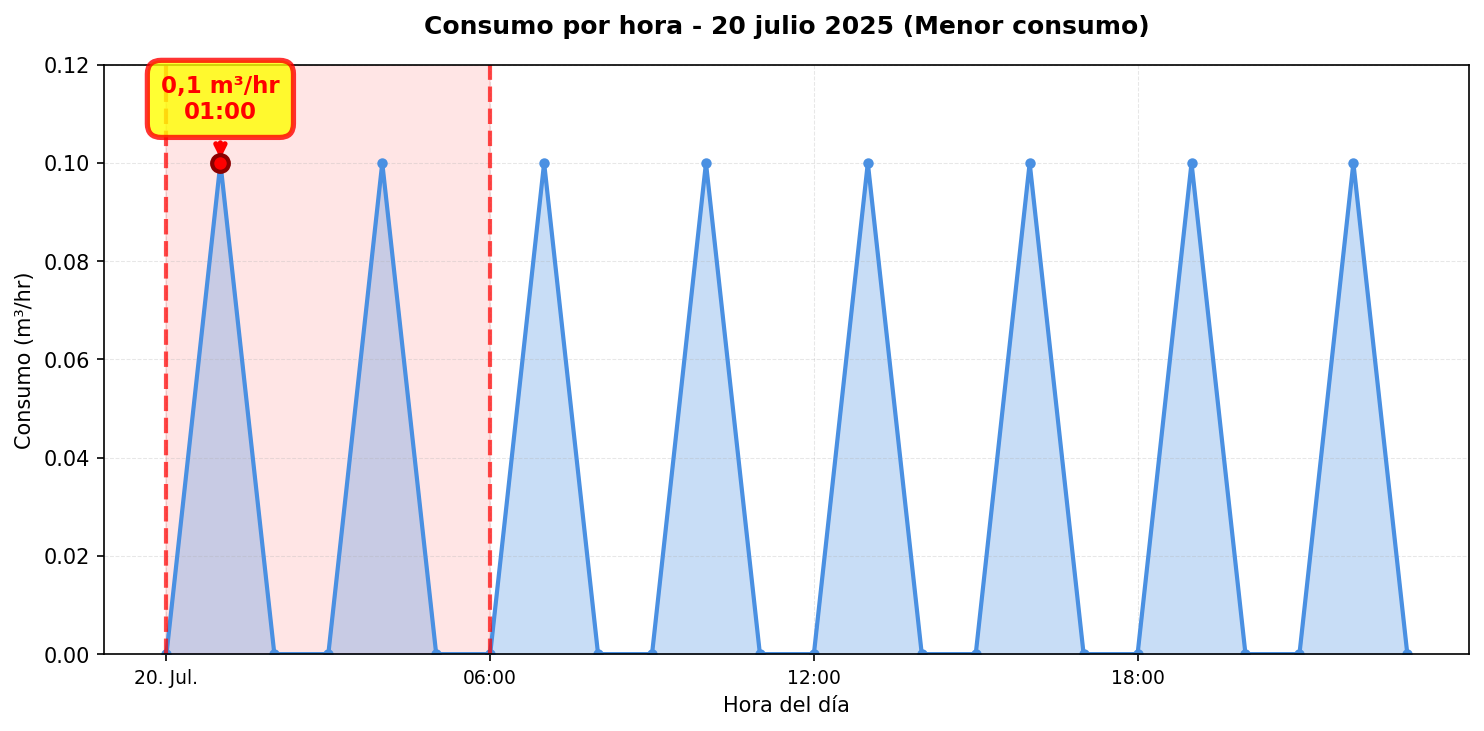 Consumo por hora - 20 julio 2025 (Menor consumo)
0,1 m³/hr
01:00
0.12
0.10
0.08
0.06
0.04
0.02
0.00
Consumo (m³/hr)
20. Jul.
06:00
12:00
18:00
Hora del día